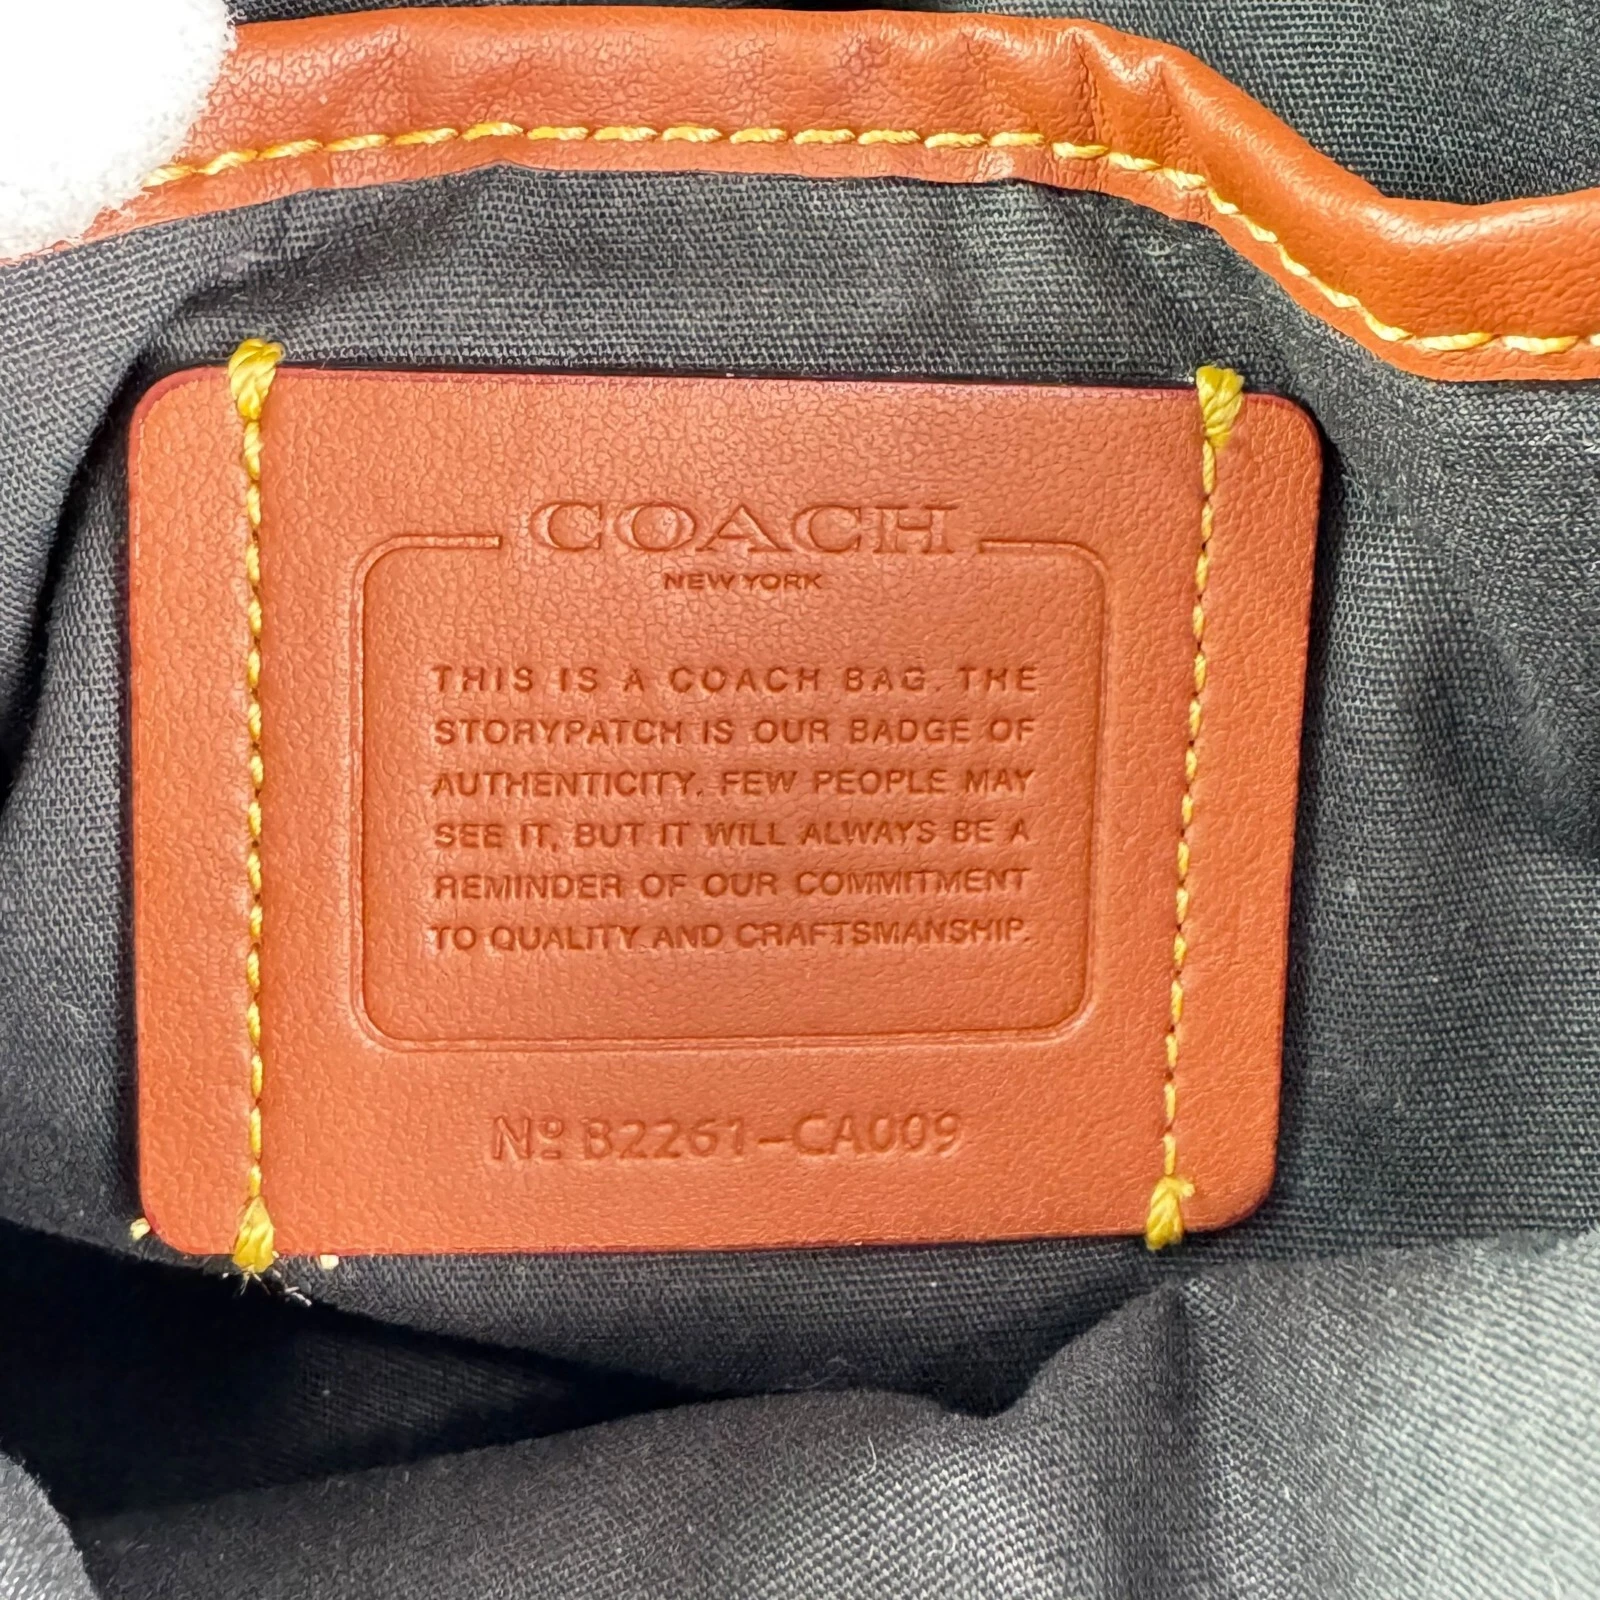 COACH
NEW YORK
THIS IS A COACH BAG. THE
STORYPATCH IS OUR BADGE OF
AUTHENTICITY. FEW PEOPLE MAY
SEE IT, BUT IT WILL ALWAYS BE A
REMINDER OF OUR COMMITMENT
TO QUALITY AND CRAFTSMANSHIP.
Nº B2261-CA009